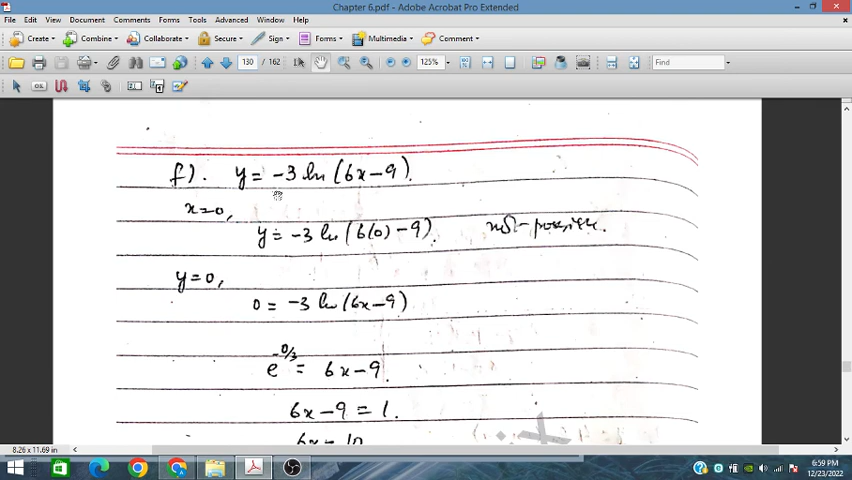 Chapter 6.pdf - Adobe Acrobat Pro Extended
File Edit View Document Comments Forms Tools Advanced Window Help
Create Combine Collaborate Secure Sign Forms Multimedia Comment
130 / 162 125% Find
f). y = -3 ln (6x-9).
x=0,
y = -3 ln (6(0) - 9). not possible.
y=0,
0 = -3 ln (6x-9)
e^-0/3 = 6x-9.
6x-9 = 1.
6x = 10
8.26 x 11.69 in
6:59 PM
12/23/2022